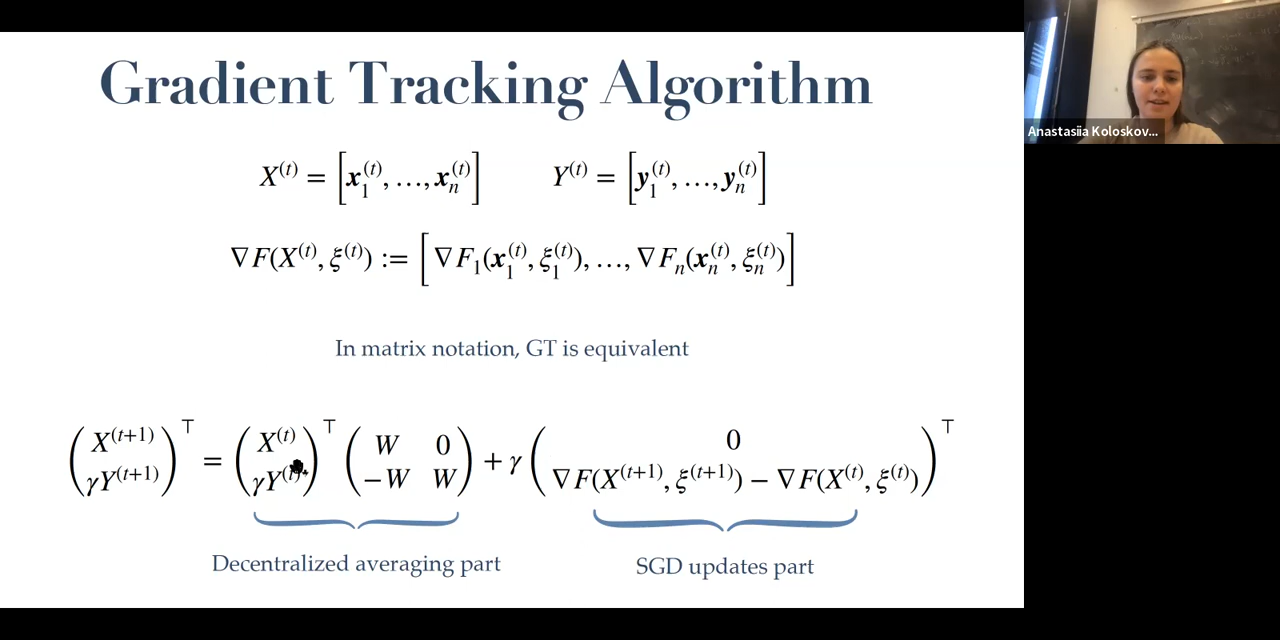 Gradient Tracking Algorithm
Anastasiia Koloskov...
X^(t) = [x_1^(t), …, x_n^(t)]    Y^(t) = [y_1^(t), …, y_n^(t)]
∇F(X^(t), ξ^(t)) := [∇F_1(x_1^(t), ξ_1^(t)), …, ∇F_n(x_n^(t), ξ_n^(t))]
In matrix notation, GT is equivalent
(X^(t+1) ; γY^(t+1))^⊤ = (X^(t) ; γY^(t))^⊤ (W 0 ; −W W) + γ (0 ; ∇F(X^(t+1), ξ^(t+1)) − ∇F(X^(t), ξ^(t)))^⊤
Decentralized averaging part
SGD updates part